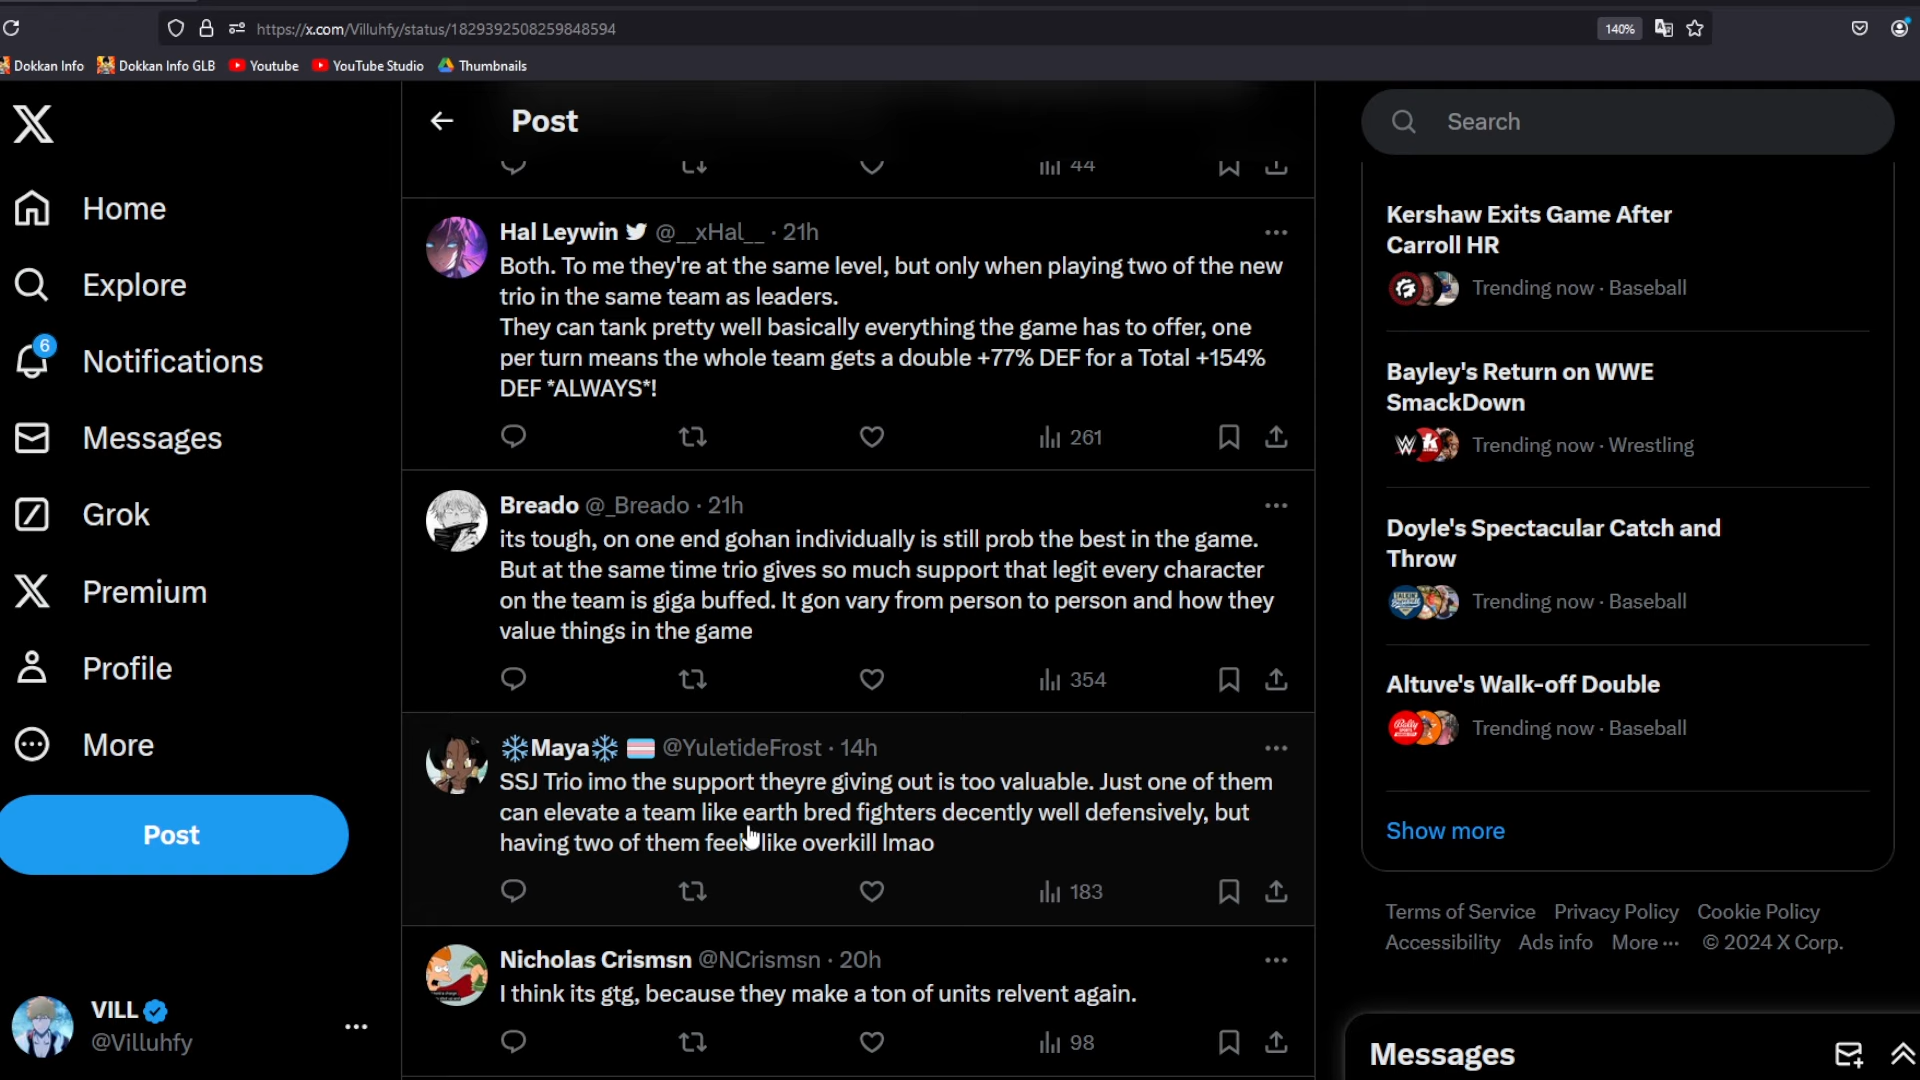 https://x.com/Villuhfy/status/1829392508259848594
140%
Dokkan Info
Dokkan Info GLB
Youtube
YouTube Studio
Thumbnails
Home
Explore
6
Notifications
Messages
Grok
Premium
Profile
More
Post
VILL
@Villuhfy
Post
44
Hal Leywin @__xHal__ · 21h
Both. To me they're at the same level, but only when playing two of the new
trio in the same team as leaders.
They can tank pretty well basically everything the game has to offer, one
per turn means the whole team gets a double +77% DEF for a Total +154%
DEF *ALWAYS*!
261
Breado @_Breado · 21h
its tough, on one end gohan individually is still prob the best in the game.
But at the same time trio gives so much support that legit every character
on the team is giga buffed. It gon vary from person to person and how they
value things in the game
354
❄️Maya❄️ 🏳️‍⚧️ @YuletideFrost · 14h
SSJ Trio imo the support theyre giving out is too valuable. Just one of them
can elevate a team like earth bred fighters decently well defensively, but
having two of them feels like overkill lmao
183
Nicholas Crismsn @NCrismsn · 20h
I think its gtg, because they make a ton of units relvent again.
98
Search
Kershaw Exits Game After
Carroll HR
Trending now · Baseball
Bayley's Return on WWE
SmackDown
Trending now · Wrestling
Doyle's Spectacular Catch and
Throw
Trending now · Baseball
Altuve's Walk-off Double
Trending now · Baseball
Show more
Terms of Service Privacy Policy Cookie Policy
Accessibility Ads info More ··· © 2024 X Corp.
Messages